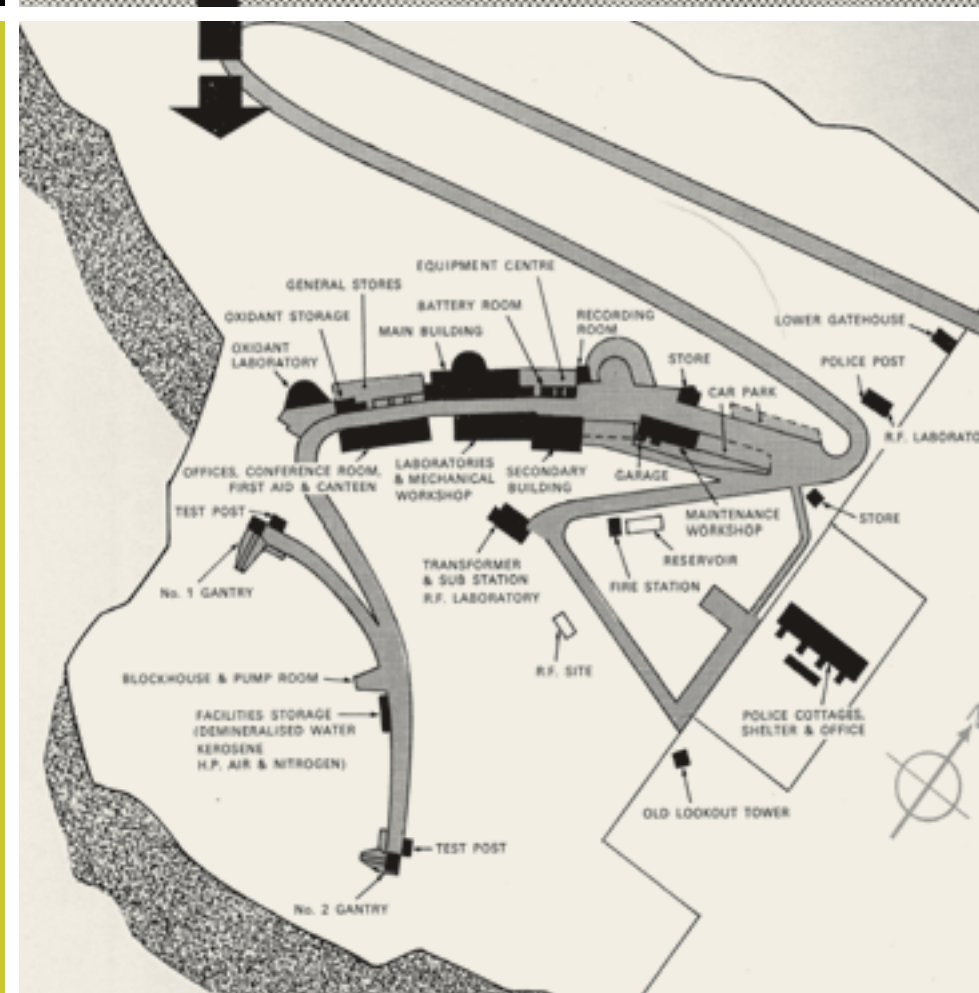 EQUIPMENT CENTRE
GENERAL STORES
BATTERY ROOM
OXIDANT STORAGE
MAIN BUILDING
RECORDING
ROOM
LOWER GATEHOUSE
OXIDANT
LABORATORY
STORE
POLICE POST
CAR PARK
R.F. LABORATO
OFFICES, CONFERENCE ROOM,
FIRST AID & CANTEEN
LABORATORIES
& MECHANICAL
WORKSHOP
SECONDARY
BUILDING
GARAGE
MAINTENANCE
WORKSHOP
STORE
TEST POST
No. 1 GANTRY
TRANSFORMER
& SUB STATION
R.F. LABORATORY
RESERVOIR
FIRE STATION
R.F. SITE
BLOCKHOUSE & PUMP ROOM
FACILITIES STORAGE
(DEMINERALISED WATER
KEROSENE
H.P. AIR & NITROGEN)
POLICE COTTAGES,
SHELTER & OFFICE
OLD LOOKOUT TOWER
TEST POST
No. 2 GANTRY